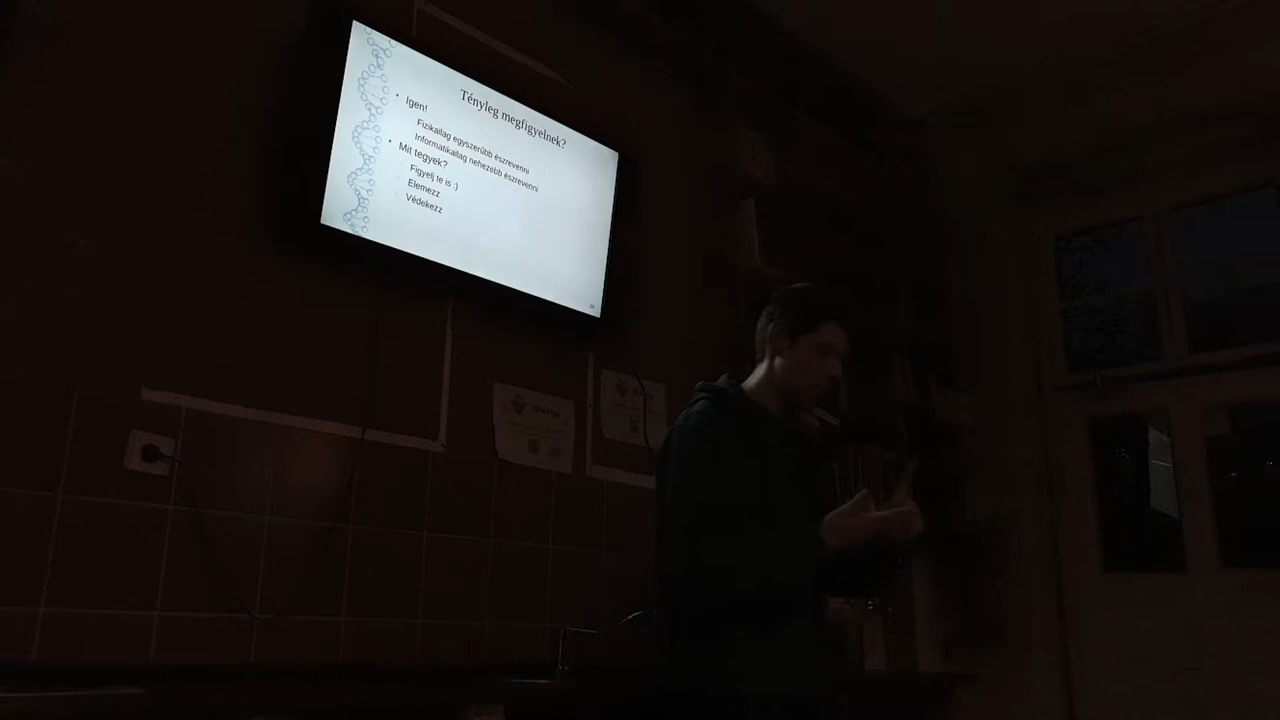 Tényleg megfigyelnek?
• Igen!
Fizikailag egyszerűbb észrevenni
Informatikailag nehezebb észrevenni
• Mit tegyek?
Figyelj te is :)
Elemezz
Védekezz